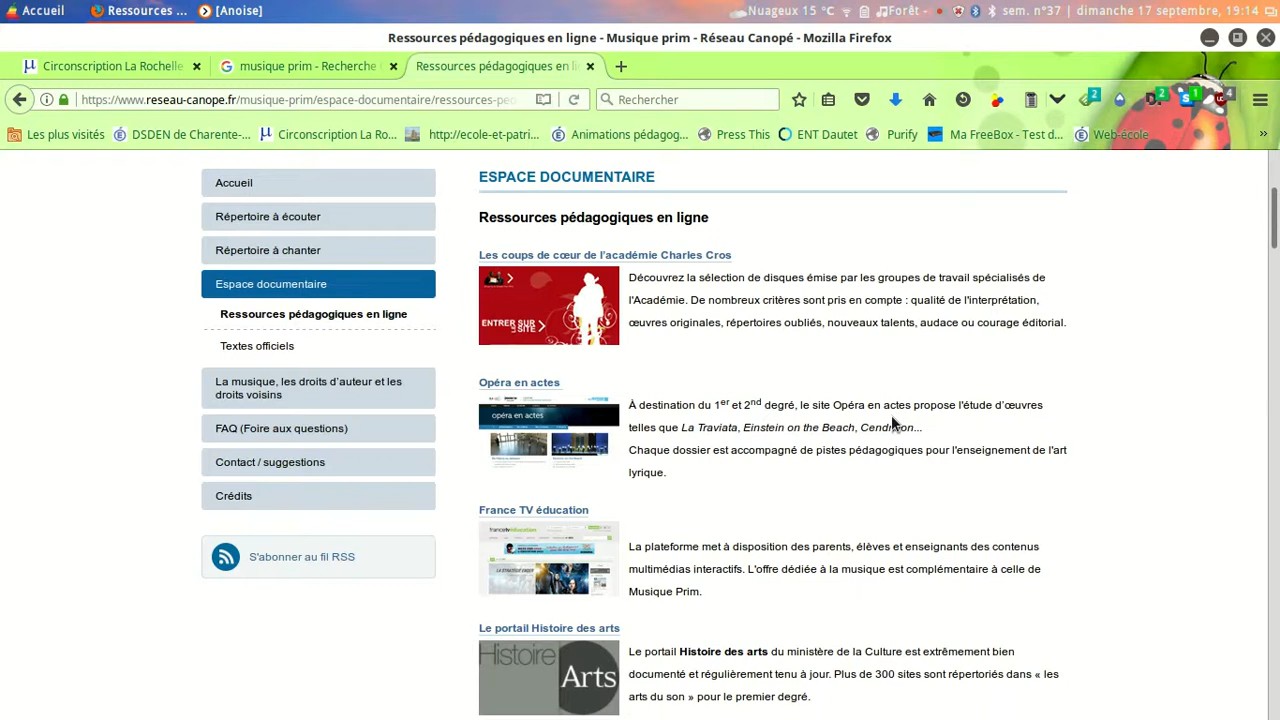 Accueil
Ressources ...
[Anoise]
Nuageux 15 °C
Forêt -
sem. n°37 | dimanche 17 septembre, 19:14
Ressources pédagogiques en ligne - Musique prim - Réseau Canopé - Mozilla Firefox
Circonscription La Rochelle
musique prim - Recherche
Ressources pédagogiques en li
https://www.reseau-canope.fr/musique-prim/espace-documentaire/ressources-pe
Rechercher
2
2
1
4
Les plus visités
DSDEN de Charente-...
Circonscription La Ro...
http://ecole-et-patri...
Animations pédagog...
Press This
ENT Dautet
Purify
Ma FreeBox - Test d...
Web-école
Accueil
Répertoire à écouter
Répertoire à chanter
Espace documentaire
Ressources pédagogiques en ligne
Textes officiels
La musique, les droits d'auteur et les
droits voisins
FAQ (Foire aux questions)
Contact / suggestions
Crédits
S'abonner au fil RSS
ESPACE DOCUMENTAIRE
Ressources pédagogiques en ligne
Les coups de cœur de l'académie Charles Cros
ENTRER SUR
LE SITE
Découvrez la sélection de disques émise par les groupes de travail spécialisés de
l'Académie. De nombreux critères sont pris en compte : qualité de l'interprétation,
œuvres originales, répertoires oubliés, nouveaux talents, audace ou courage éditorial.
Opéra en actes
opéra en actes
À destination du 1er et 2nd degré, le site Opéra en actes propose l'étude d'œuvres
telles que La Traviata, Einstein on the Beach, Cendrillon...
Chaque dossier est accompagné de pistes pédagogiques pour l'enseignement de l'art
lyrique.
France TV éducation
francetvéducation
La plateforme met à disposition des parents, élèves et enseignants des contenus
multimédias interactifs. L'offre dédiée à la musique est complémentaire à celle de
Musique Prim.
Le portail Histoire des arts
Histoire
Arts
Le portail Histoire des arts du ministère de la Culture est extrêmement bien
documenté et régulièrement tenu à jour. Plus de 300 sites sont répertoriés dans « les
arts du son » pour le premier degré.